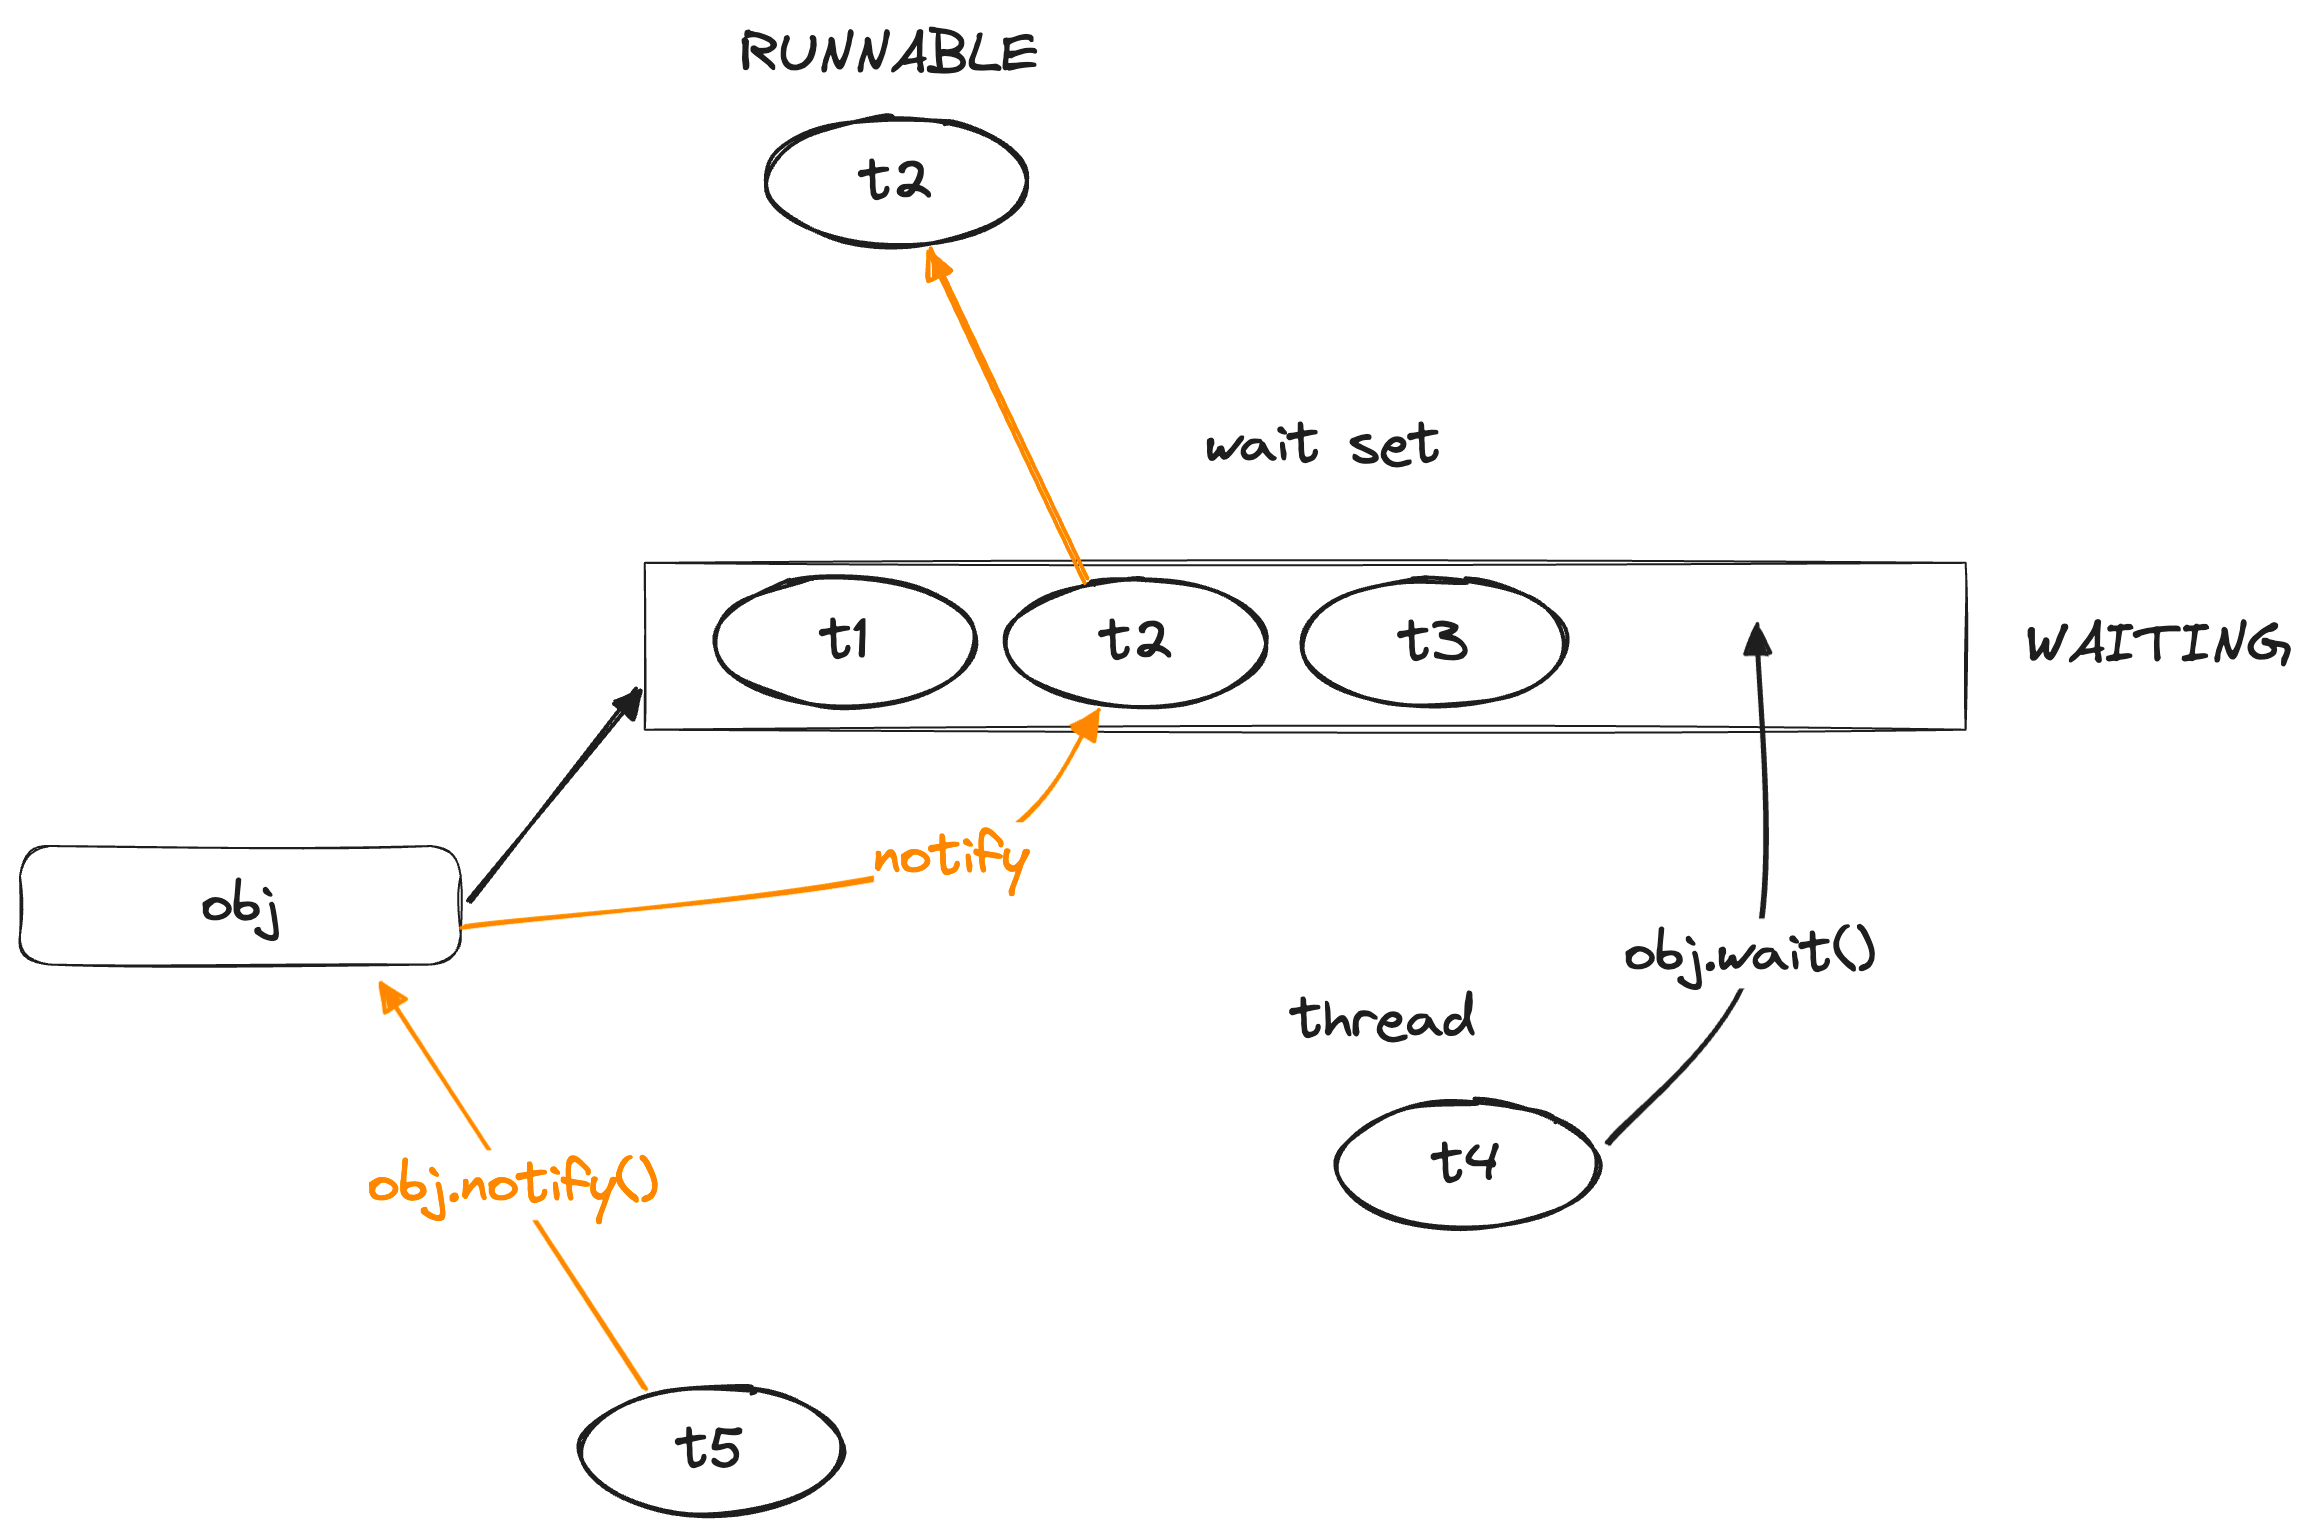 RUNNABLE
t2
wait set
t1
t2
t3
WAITING
notify
obj
obj.wait()
thread
t4
obj.notify()
t5